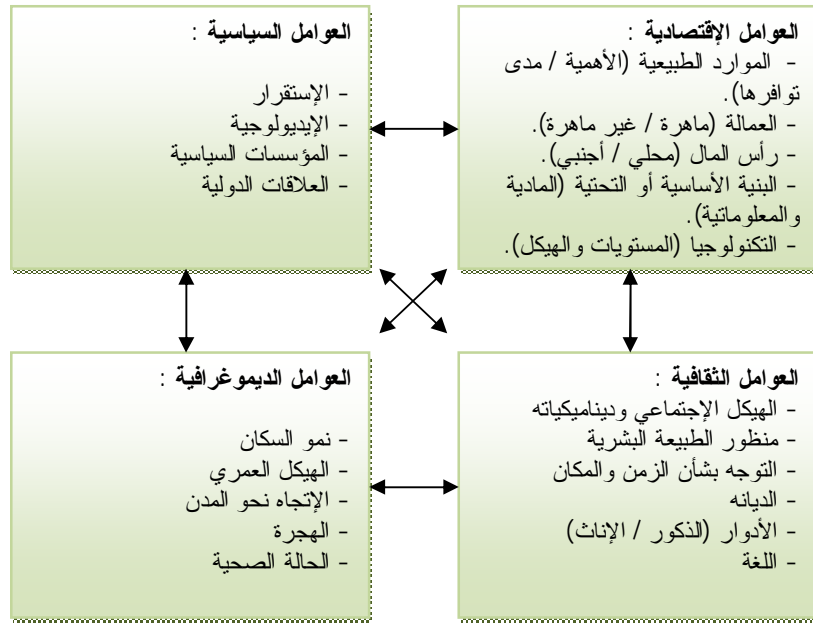 العوامل الإقتصادية :
- الموارد الطبيعية (الأهمية / مدى
توافرها).
- العمالة (ماهرة / غير ماهرة).
- رأس المال (محلي / أجنبي).
- البنية الأساسية أو التحتية (المادية
والمعلوماتية).
- التكنولوجيا (المستويات والهيكل).
العوامل السياسية :
- الإستقرار
- الإيديولوجية
- المؤسسات السياسية
- العلاقات الدولية
العوامل الثقافية :
- الهيكل الإجتماعي وديناميكياته
- منظور الطبيعة البشرية
- التوجه بشأن الزمن والمكان
- الديانه
- الأدوار (الذكور / الإناث)
- اللغة
العوامل الديموغرافية :
- نمو السكان
- الهيكل العمري
- الإتجاه نحو المدن
- الهجرة
- الحالة الصحية